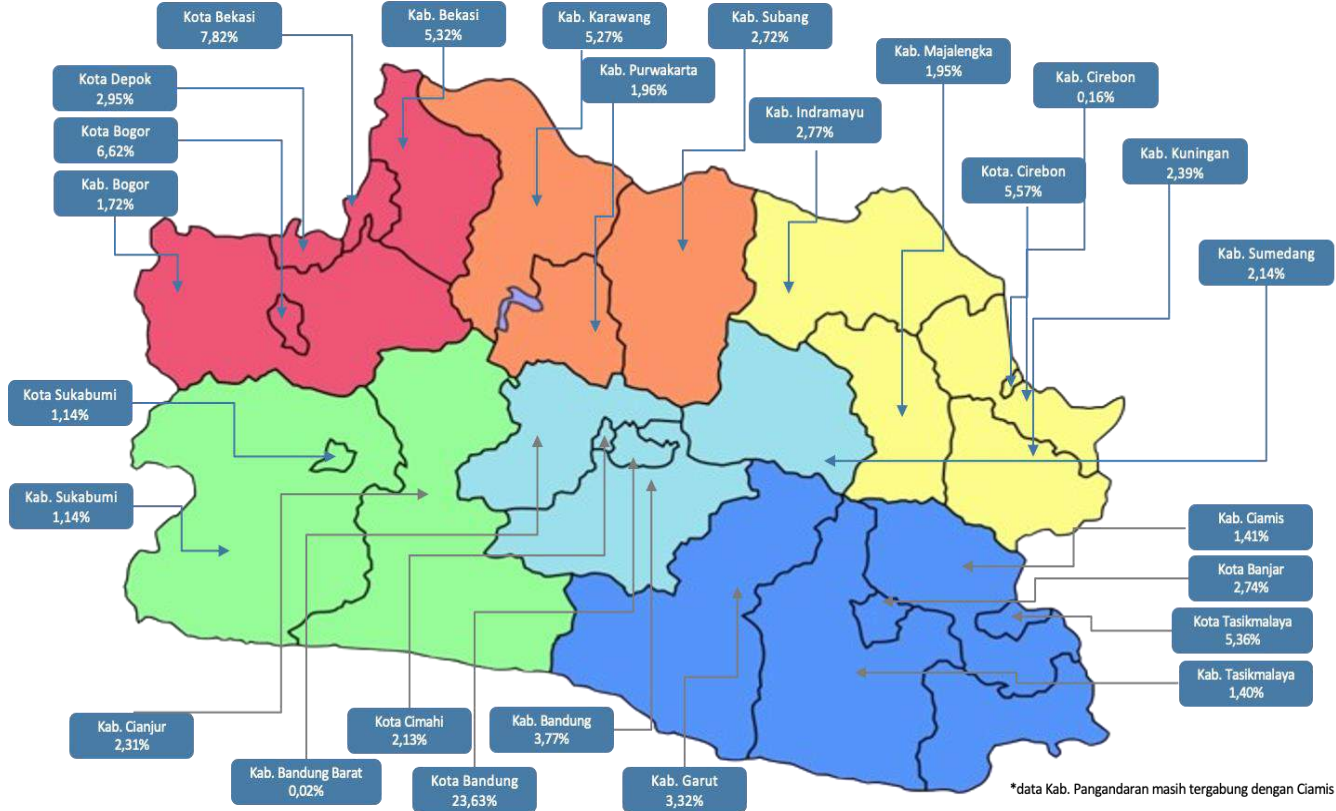 Kota Bekasi
7,82%
Kab. Bekasi
5,32%
Kab. Karawang
5,27%
Kab. Subang
2,72%
Kab. Purwakarta
1,96%
Kab. Majalengka
1,95%
Kab. Cirebon
0,16%
Kota Depok
2,95%
Kab. Indramayu
2,77%
Kota Bogor
6,62%
Kab. Kuningan
2,39%
Kota. Cirebon
5,57%
Kab. Bogor
1,72%
Kab. Sumedang
2,14%
Kota Sukabumi
1,14%
Kab. Sukabumi
1,14%
Kab. Ciamis
1,41%
Kota Banjar
2,74%
Kota Tasikmalaya
5,36%
Kab. Tasikmalaya
1,40%
Kab. Cianjur
2,31%
Kota Cimahi
2,13%
Kab. Bandung
3,77%
Kab. Bandung Barat
0,02%
Kota Bandung
23,63%
Kab. Garut
3,32%
*data Kab. Pangandaran masih tergabung dengan Ciamis